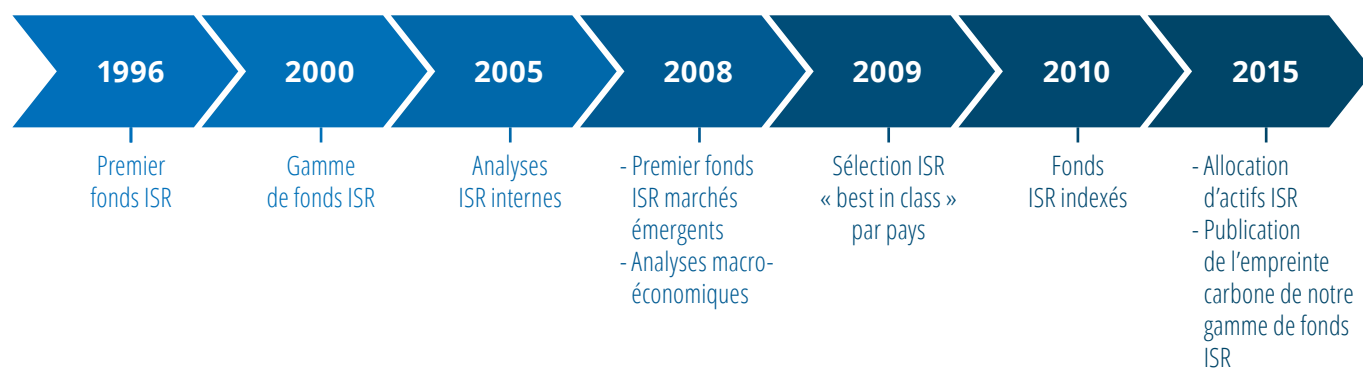 1996
Premier
fonds ISR
2000
Gamme
de fonds ISR
2005
Analyses
ISR internes
2008
- Premier fonds
ISR marchés
émergents
- Analyses macro-
économiques
2009
Sélection ISR
« best in class »
par pays
2010
Fonds
ISR indexés
2015
- Allocation
d’actifs ISR
- Publication
de l’empreinte
carbone de notre
gamme de fonds
ISR